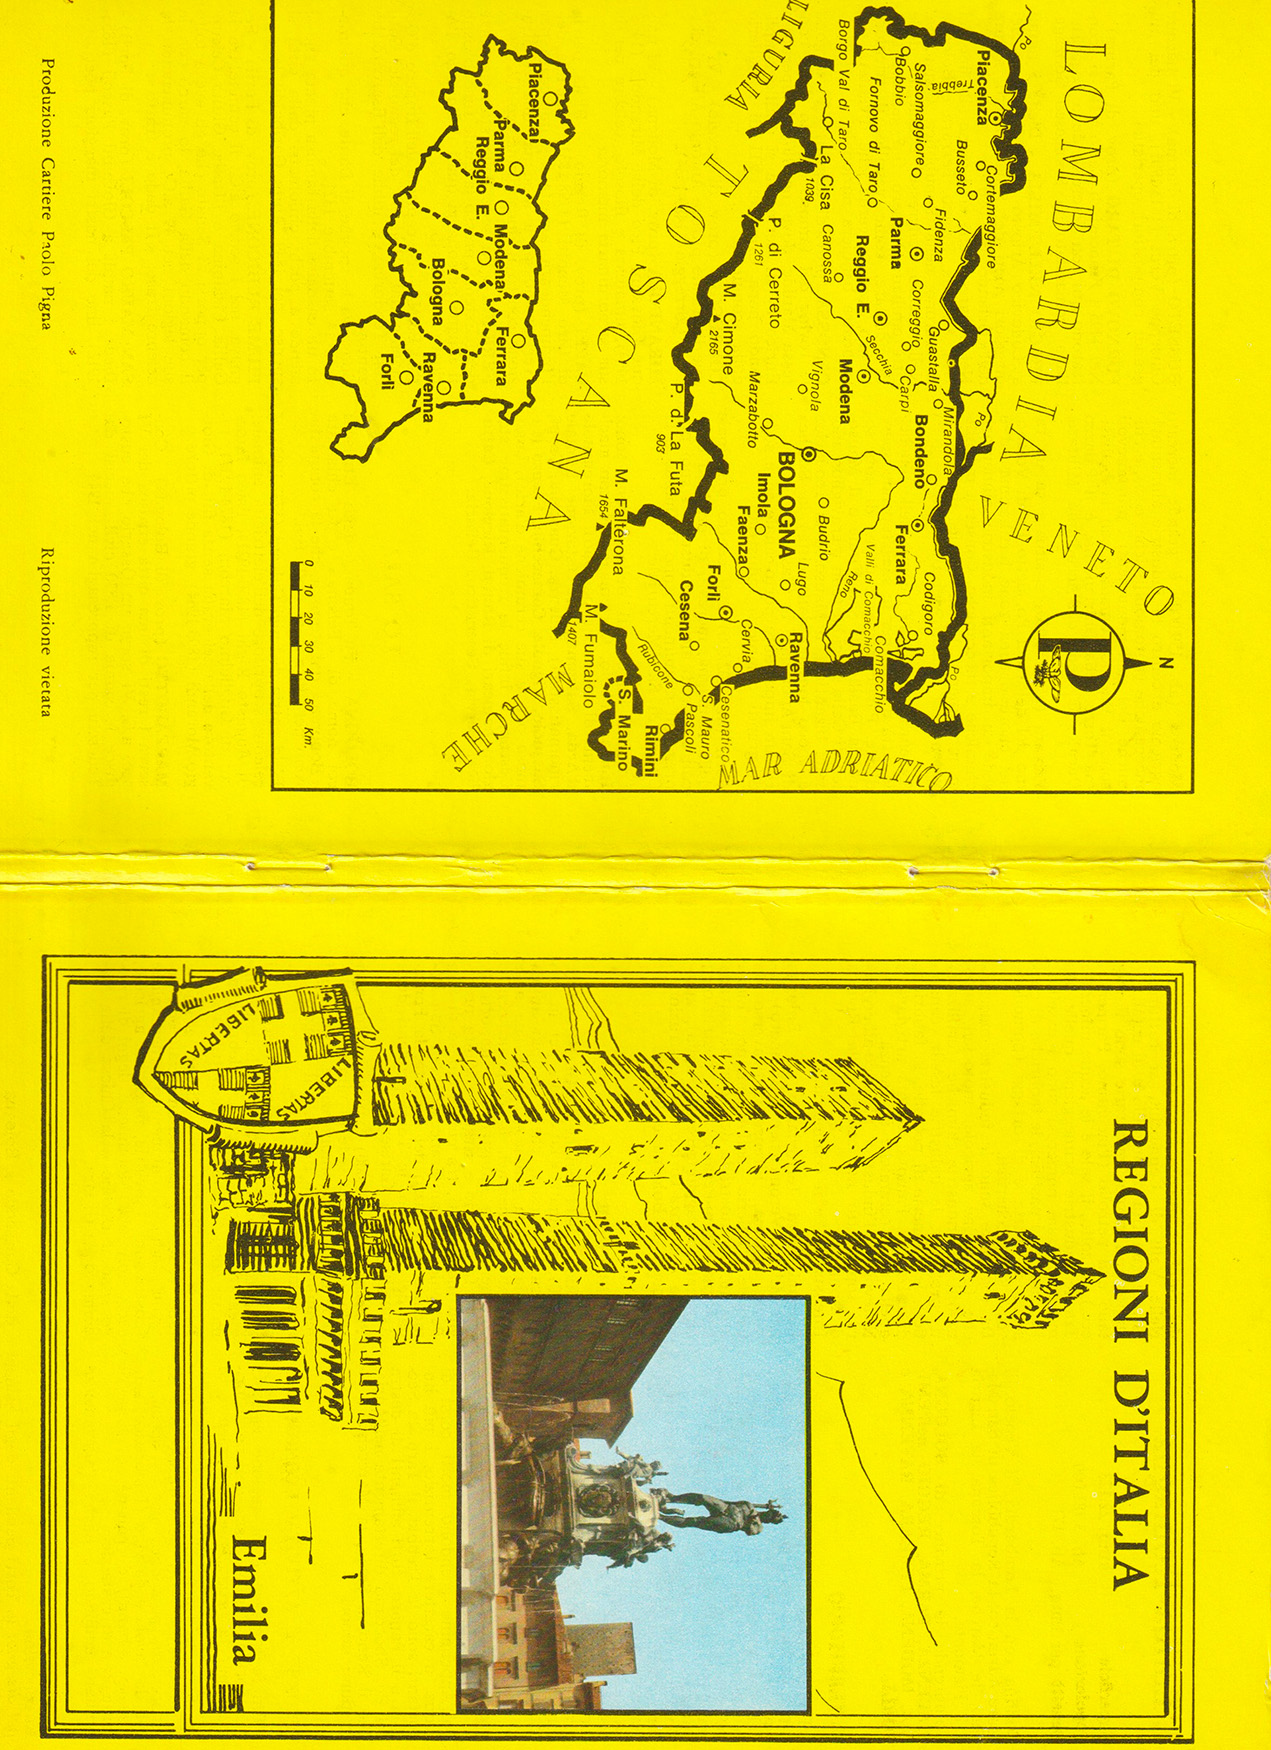 LOMBARDIA
VENETO
N
P
Po
Piacenza
Trebbia
Cortemaggiore
Busseto
Fidenza
Salsomaggiore
Bobbio
Parma
Fornovo di Taro
Borgo Val di Taro
La Cisa
1039
LIGURIA
Guastalla
Correggio
Carpi
Reggio E.
Secchia
Canossa
Po
Mirandola
Bondeno
Ferrara
Modena
Vignola
Codigoro
Po
Comacchio
Valli di Comacchio
Reno
MAR ADRIATICO
Budrio
BOLOGNA
Lugo
Ravenna
Imola
Faenza
Marzabotto
P. di Cerreto
1261
M. Cimone
2165
Cervia
Cesenatico
Forlì
S. Mauro
Pascoli
Cesena
P. d. La Futa
903
Rubicone
Rimini
S. Marino
M. Falterona
1654
M. Fumaiolo
1407
TOSCANA
MARCHE
Piacenza
Parma
Reggio E.
Modena
Ferrara
Bologna
Ravenna
Forlì
0 10 20 30 40 50 Km.
Produzione Cartiere Paolo Pigna
Riproduzione vietata
REGIONI D'ITALIA
LIBERTAS
LIBERTAS
Emilia